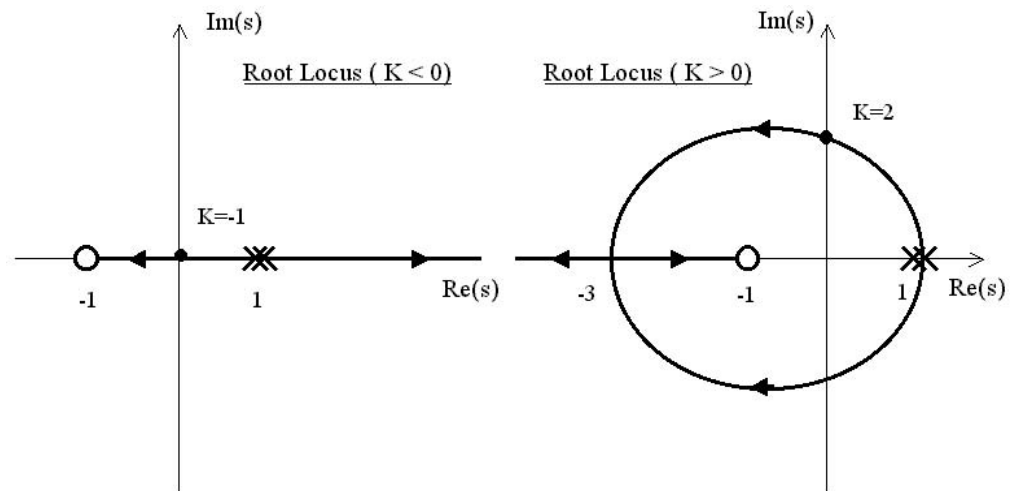 Im(s)
Root Locus ( K < 0)
K=-1
-1
1
Re(s)
Im(s)
Root Locus ( K > 0)
K=2
-3
-1
1
Re(s)